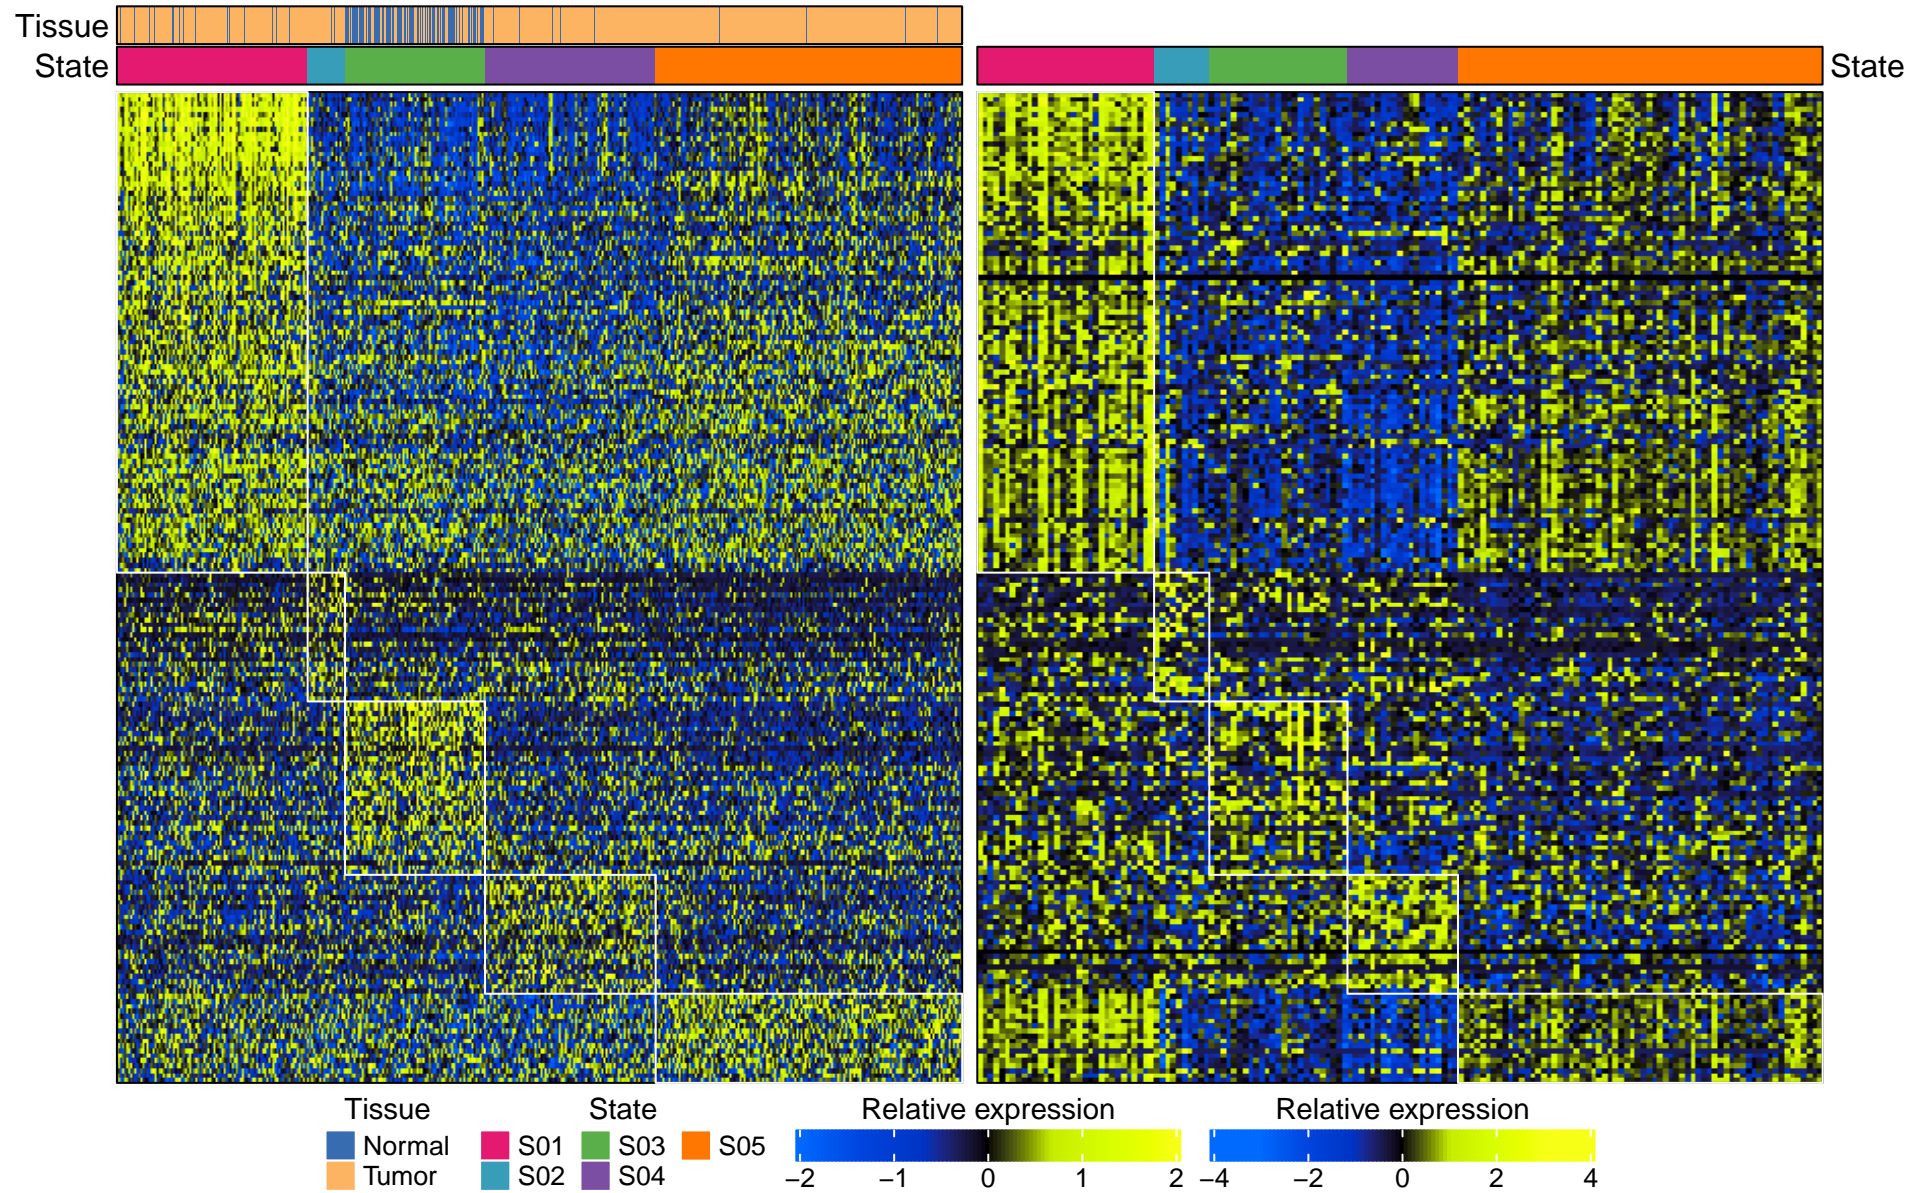 Tissue
State
State
Tissue
State
Relative expression
Relative expression
Normal
S01
S03
S05
Tumor
S02
S04
−2 −1 0 1 2
−4 −2 0 2 4